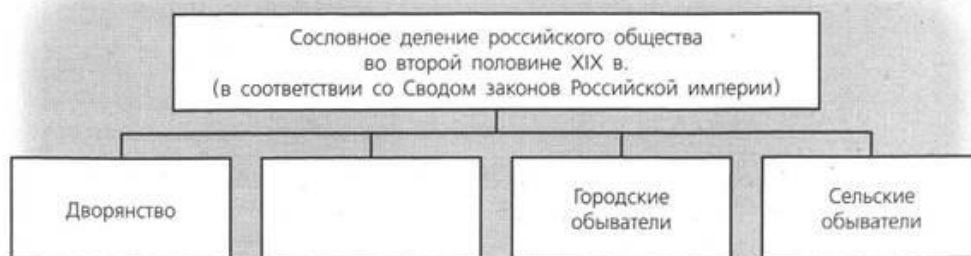 Сословное деление российского общества
во второй половине XIX в.
(в соответствии со Сводом законов Российской империи)
Дворянство
Городские
обыватели
Сельские
обыватели